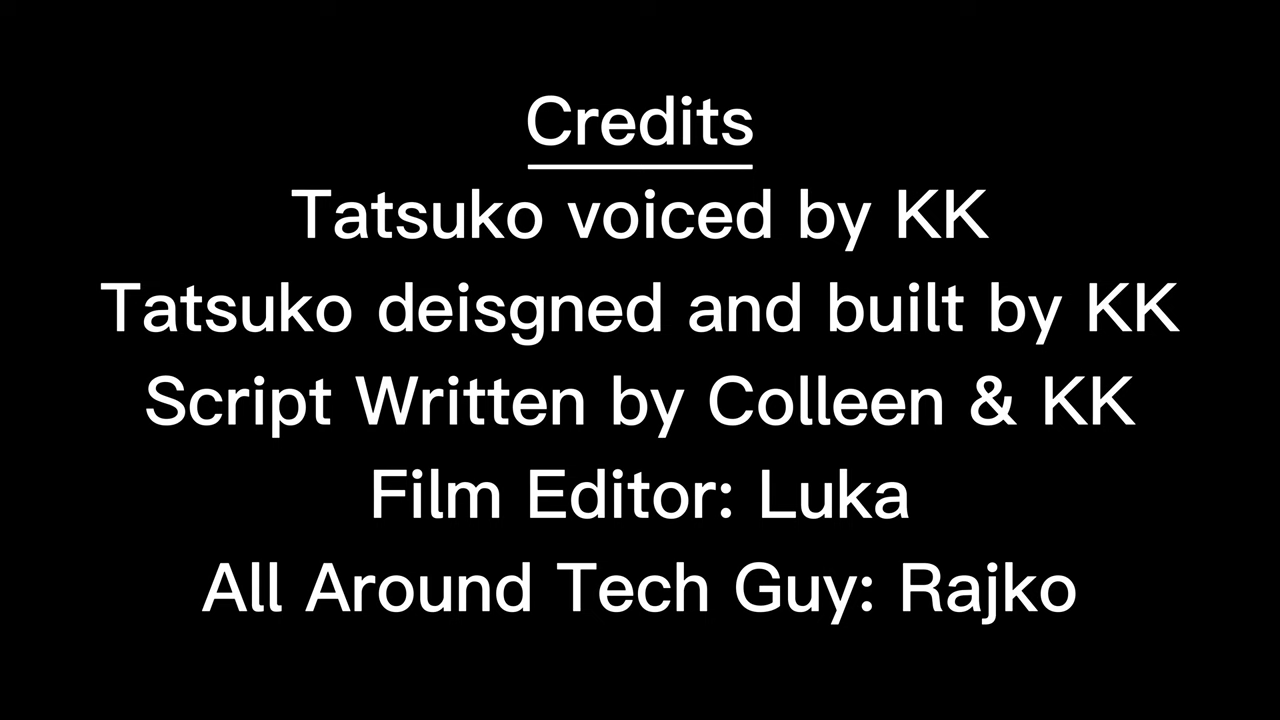 Credits
Tatsuko voiced by KK
Tatsuko deisgned and built by KK
Script Written by Colleen & KK
Film Editor: Luka
All Around Tech Guy: Rajko